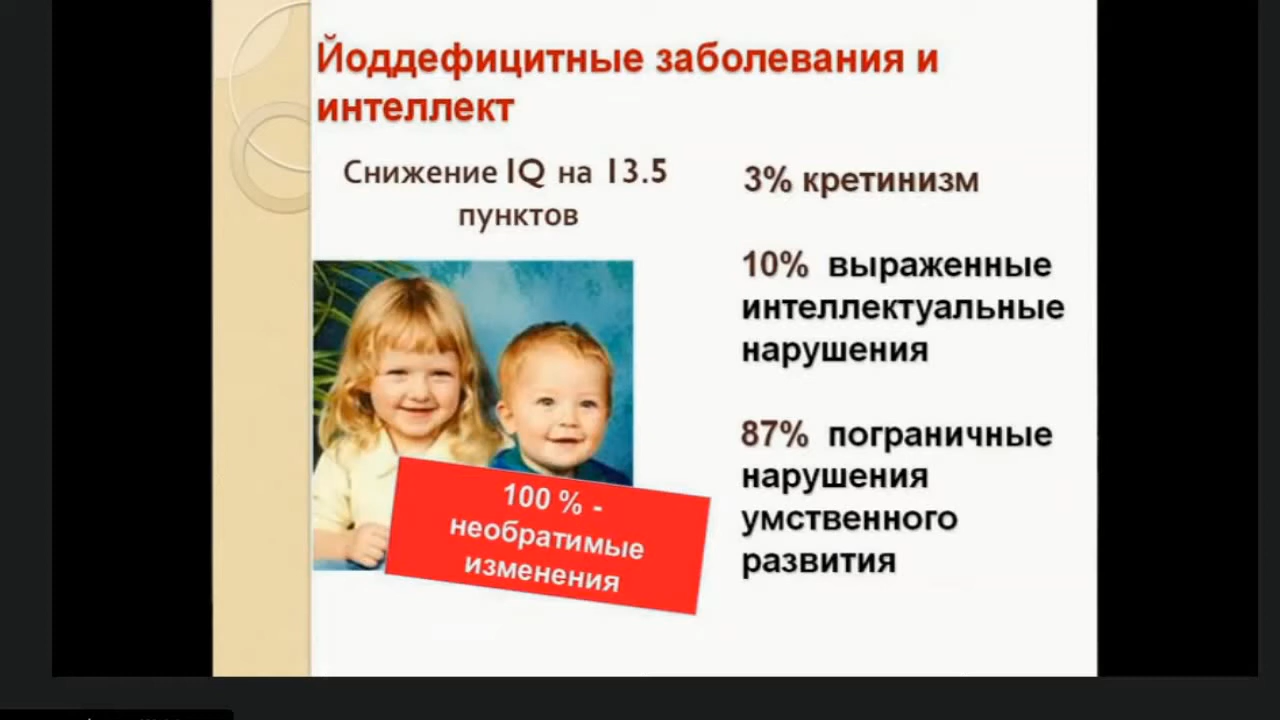 Йоддефицитные заболевания и
интеллект
Снижение IQ на 13.5
пунктов
3% кретинизм
10% выраженные
интеллектуальные
нарушения
87% пограничные
нарушения
умственного
развития
100 % -
необратимые
изменения